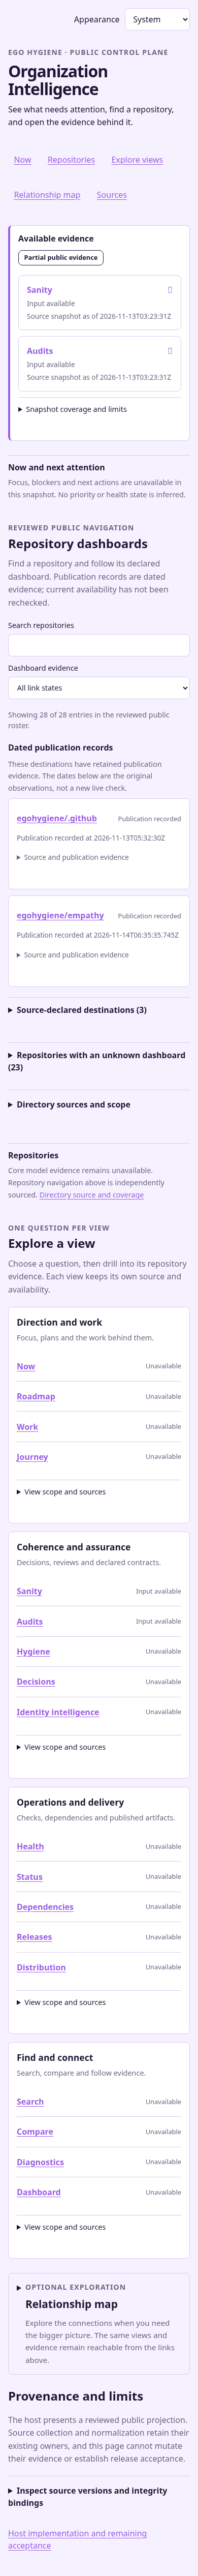 Appearance System
EGO HYGIENE · PUBLIC CONTROL PLANE
Organization
Intelligence
See what needs attention, find a repository,
and open the evidence behind it.
Now Repositories Explore views
Relationship map Sources
Available evidence
Partial public evidence
Sanity
Input available
Source snapshot as of 2026-11-13T03:23:31Z
Audits
Input available
Source snapshot as of 2026-11-13T03:23:31Z
Snapshot coverage and limits
Now and next attention
Focus, blockers and next actions are unavailable in
this snapshot. No priority or health state is inferred.
REVIEWED PUBLIC NAVIGATION
Repository dashboards
Find a repository and follow its declared
dashboard. Publication records are dated
evidence; current availability has not been
rechecked.
Search repositories
Dashboard evidence
All link states
Showing 28 of 28 entries in the reviewed public
roster.
Dated publication records
These destinations have retained publication
evidence. The dates below are the original
observations, not a new live check.
egohygiene/.github Publication recorded
Publication recorded at 2026-11-13T05:32:30Z
Source and publication evidence
egohygiene/empathy Publication recorded
Publication recorded at 2026-11-14T06:35:35.745Z
Source and publication evidence
Source-declared destinations (3)
Repositories with an unknown dashboard
(23)
Directory sources and scope
Repositories
Core model evidence remains unavailable.
Repository navigation above is independently
sourced. Directory source and coverage
ONE QUESTION PER VIEW
Explore a view
Choose a question, then drill into its repository
evidence. Each view keeps its own source and
availability.
Direction and work
Focus, plans and the work behind them.
Now Unavailable
Roadmap Unavailable
Work Unavailable
Journey Unavailable
View scope and sources
Coherence and assurance
Decisions, reviews and declared contracts.
Sanity Input available
Audits Input available
Hygiene Unavailable
Decisions Unavailable
Identity intelligence Unavailable
View scope and sources
Operations and delivery
Checks, dependencies and published artifacts.
Health Unavailable
Status Unavailable
Dependencies Unavailable
Releases Unavailable
Distribution Unavailable
View scope and sources
Find and connect
Search, compare and follow evidence.
Search Unavailable
Compare Unavailable
Diagnostics Unavailable
Dashboard Unavailable
View scope and sources
OPTIONAL EXPLORATION
Relationship map
Explore the connections when you need
the bigger picture. The same views and
evidence remain reachable from the links
above.
Provenance and limits
The host presents a reviewed public projection.
Source collection and normalization retain their
existing owners, and this page cannot mutate
their evidence or establish release acceptance.
Inspect source versions and integrity
bindings
Host implementation and remaining
acceptance